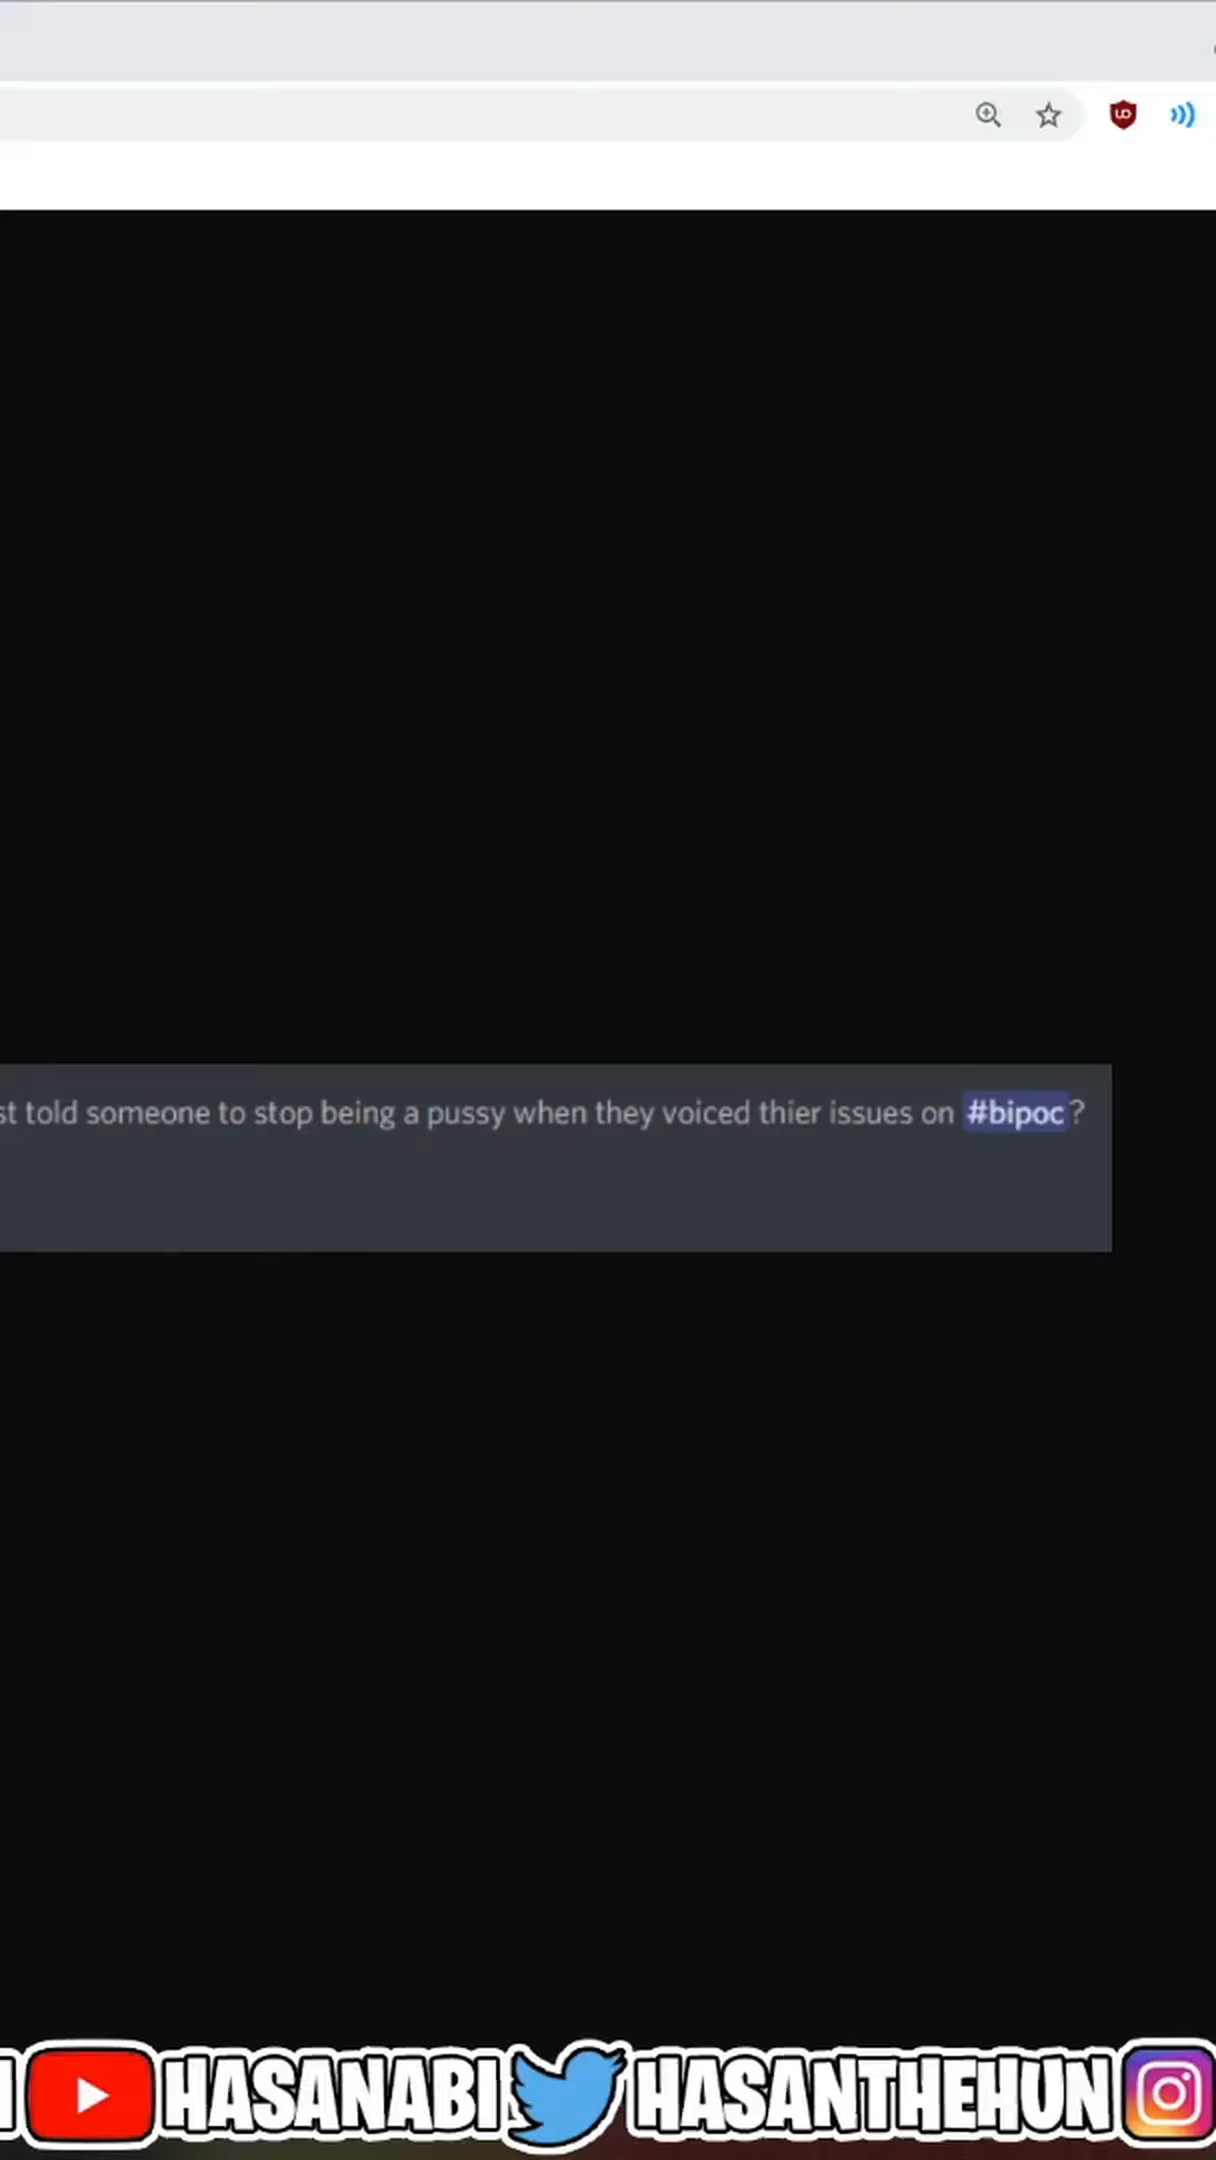 st told someone to stop being a pussy when they voiced thier issues on #bipoc?
HASANABI HASANTHEHUN